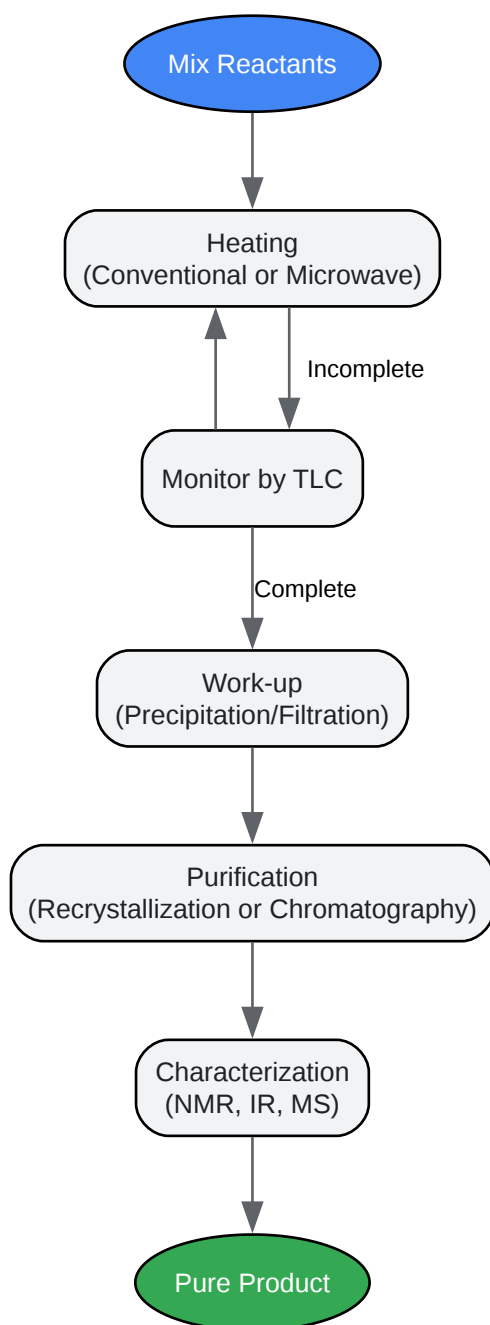 Mix Reactants
Heating
(Conventional or Microwave)
Incomplete
Monitor by TLC
Complete
Work-up
(Precipitation/Filtration)
Purification
(Recrystallization or Chromatography)
Characterization
(NMR, IR, MS)
Pure Product